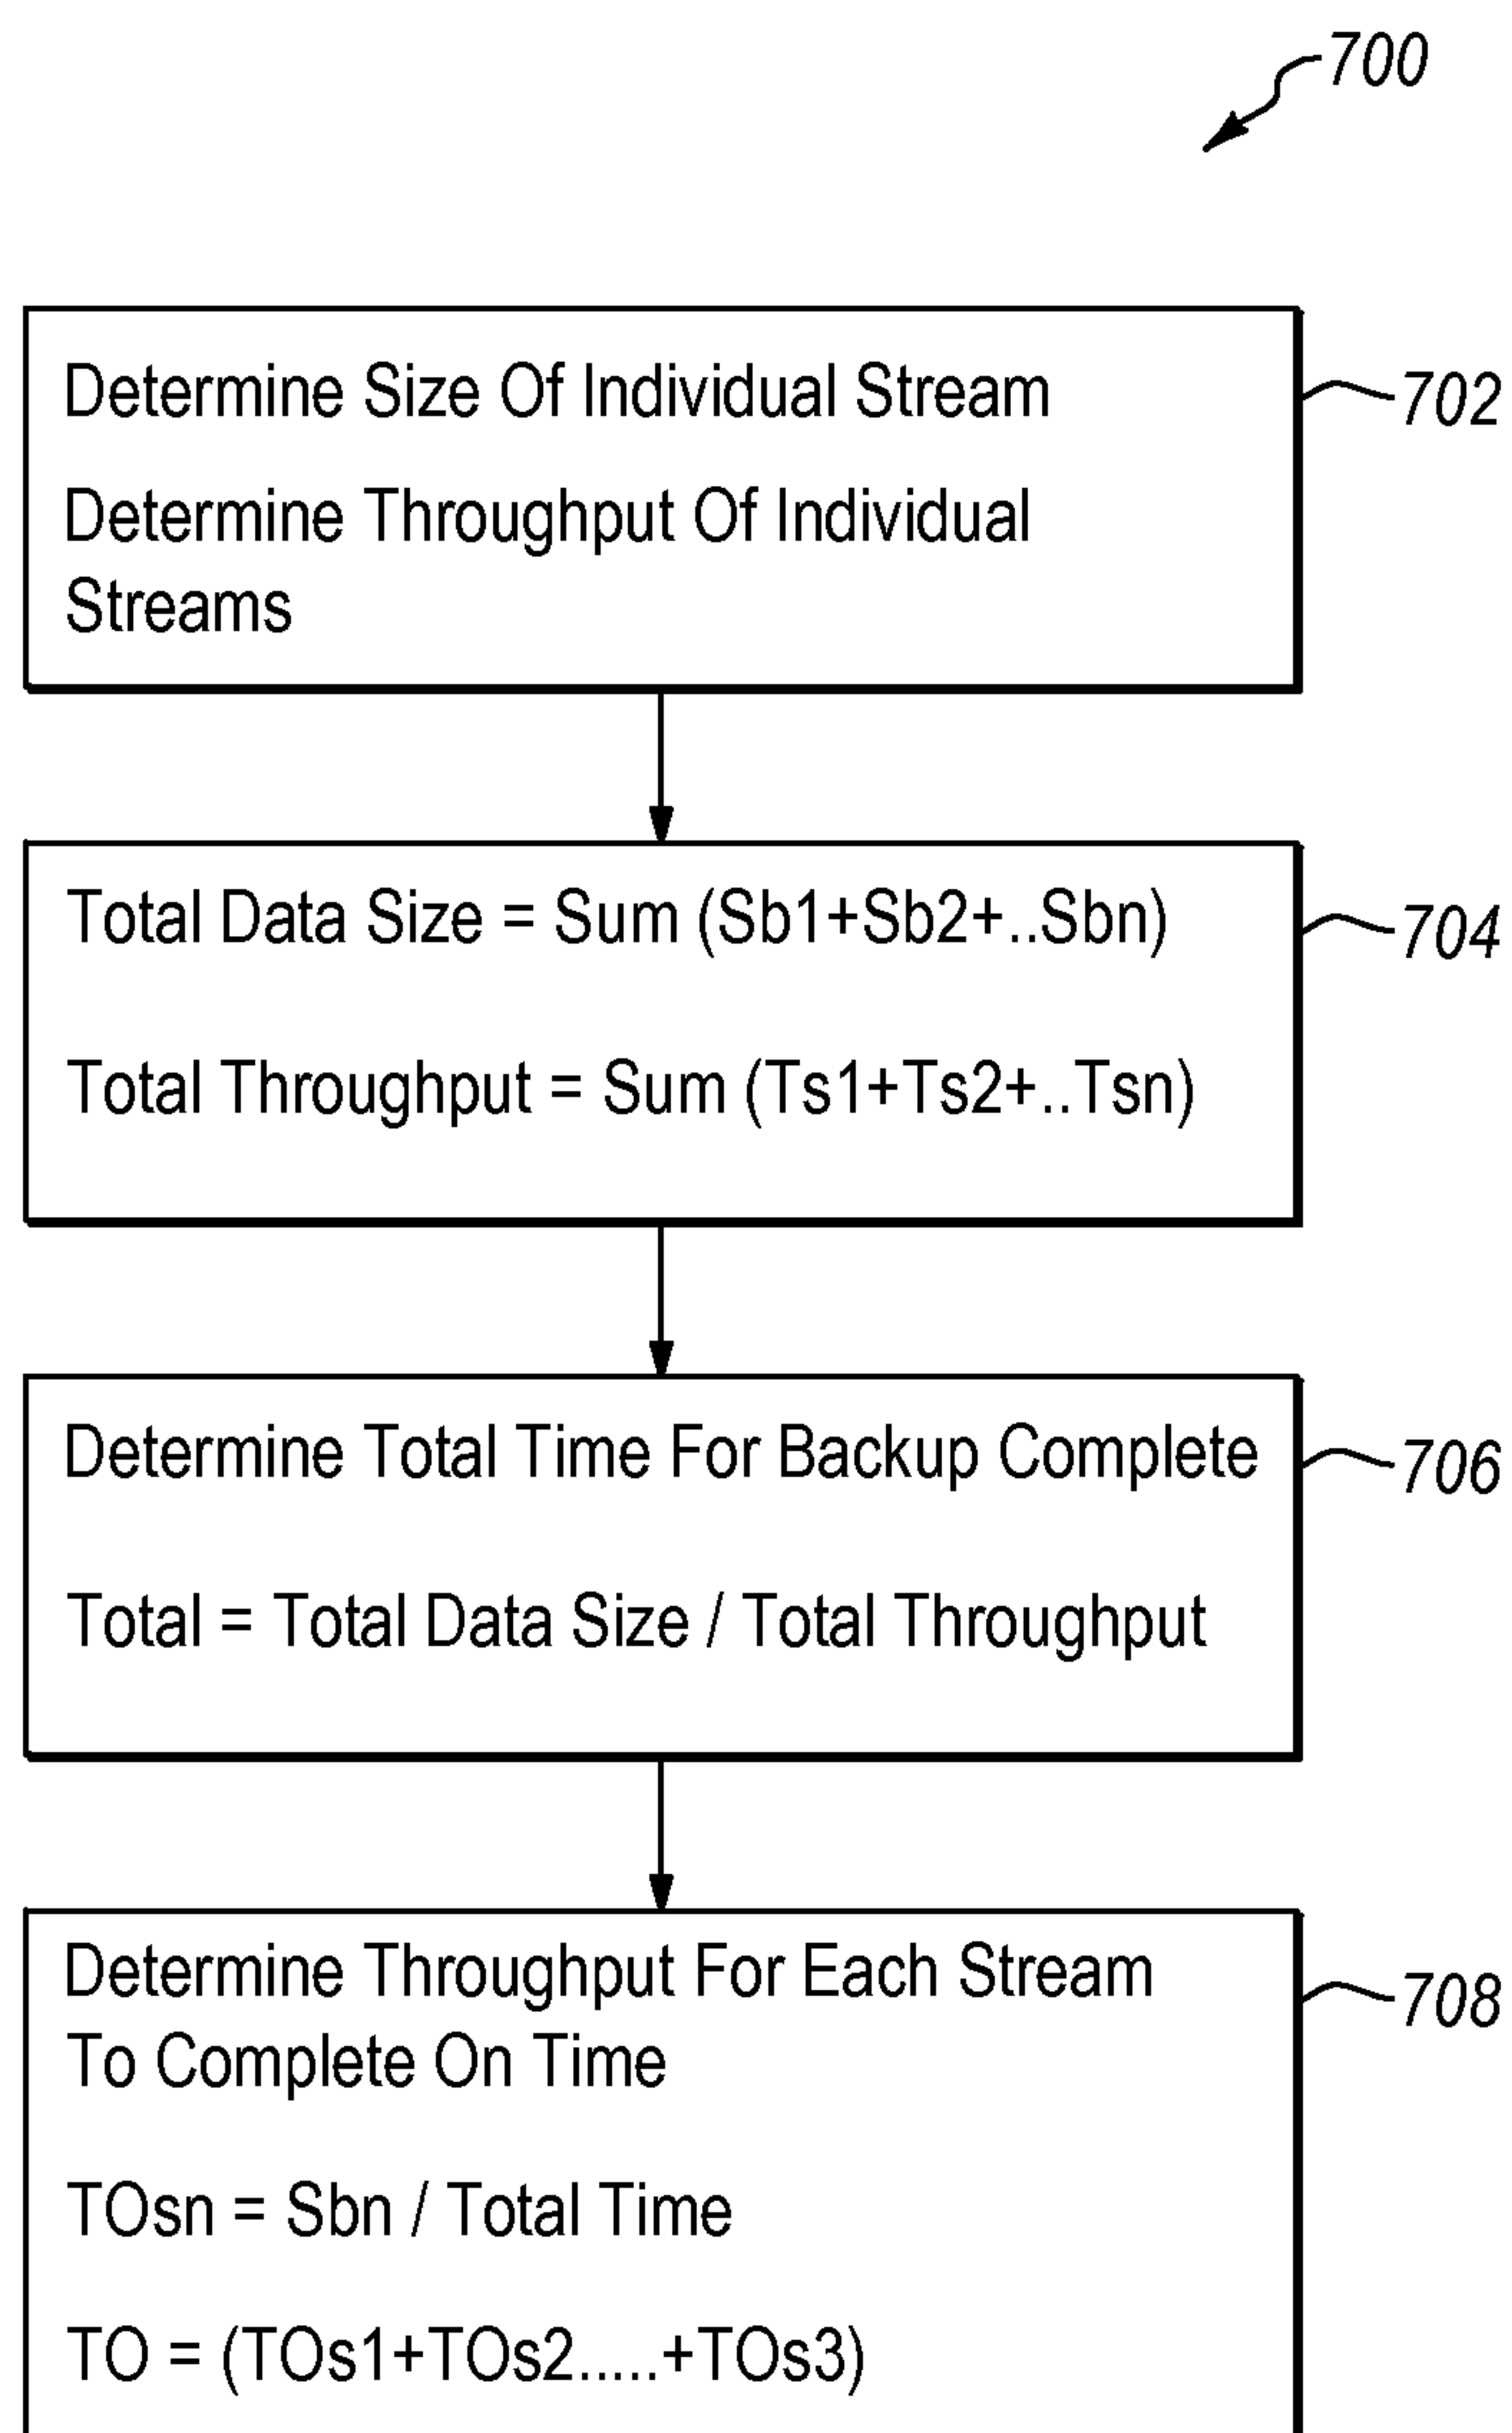 700
Determine Size Of Individual Stream
702
Determine Throughput Of Individual
Streams
Total Data Size = Sum (Sb1+Sb2+..Sbn)
704
Total Throughput = Sum (Ts1+Ts2+..Tsn)
Determine Total Time For Backup Complete
706
Total = Total Data Size / Total Throughput
Determine Throughput For Each Stream
708
To Complete On Time
TOsn = Sbn / Total Time
TO = (TOs1+TOs2.....+TOs3)